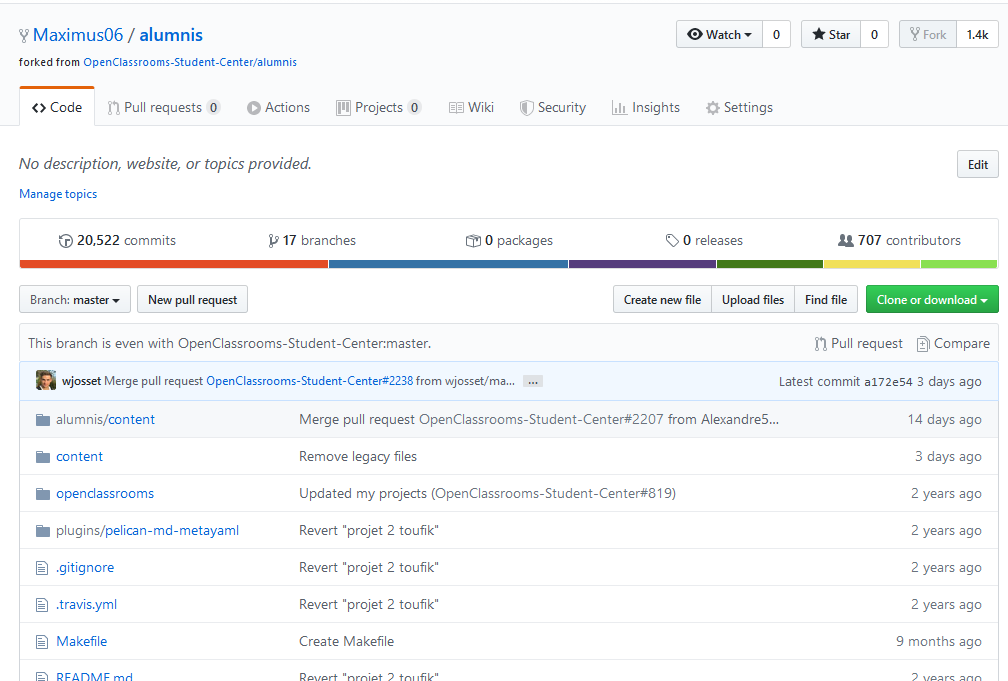 Maximus06 / alumnis
Watch 0 Star 0 Fork 1.4k
forked from OpenClassrooms-Student-Center/alumnis
Code Pull requests 0 Actions Projects 0 Wiki Security Insights Settings
No description, website, or topics provided.
Edit
Manage topics
20,522 commits 17 branches 0 packages 0 releases 707 contributors
Branch: master New pull request Create new file Upload files Find file Clone or download
This branch is even with OpenClassrooms-Student-Center:master. Pull request Compare
wjosset Merge pull request OpenClassrooms-Student-Center#2238 from wjosset/ma... … Latest commit a172e54 3 days ago
alumnis/content Merge pull request OpenClassrooms-Student-Center#2207 from Alexandre5... 14 days ago
content Remove legacy files 3 days ago
openclassrooms Updated my projects (OpenClassrooms-Student-Center#819) 2 years ago
plugins/pelican-md-metayaml Revert "projet 2 toufik" 2 years ago
.gitignore Revert "projet 2 toufik" 2 years ago
.travis.yml Revert "projet 2 toufik" 2 years ago
Makefile Create Makefile 9 months ago
README.md Revert "projet 2 toufik" 2 years ago